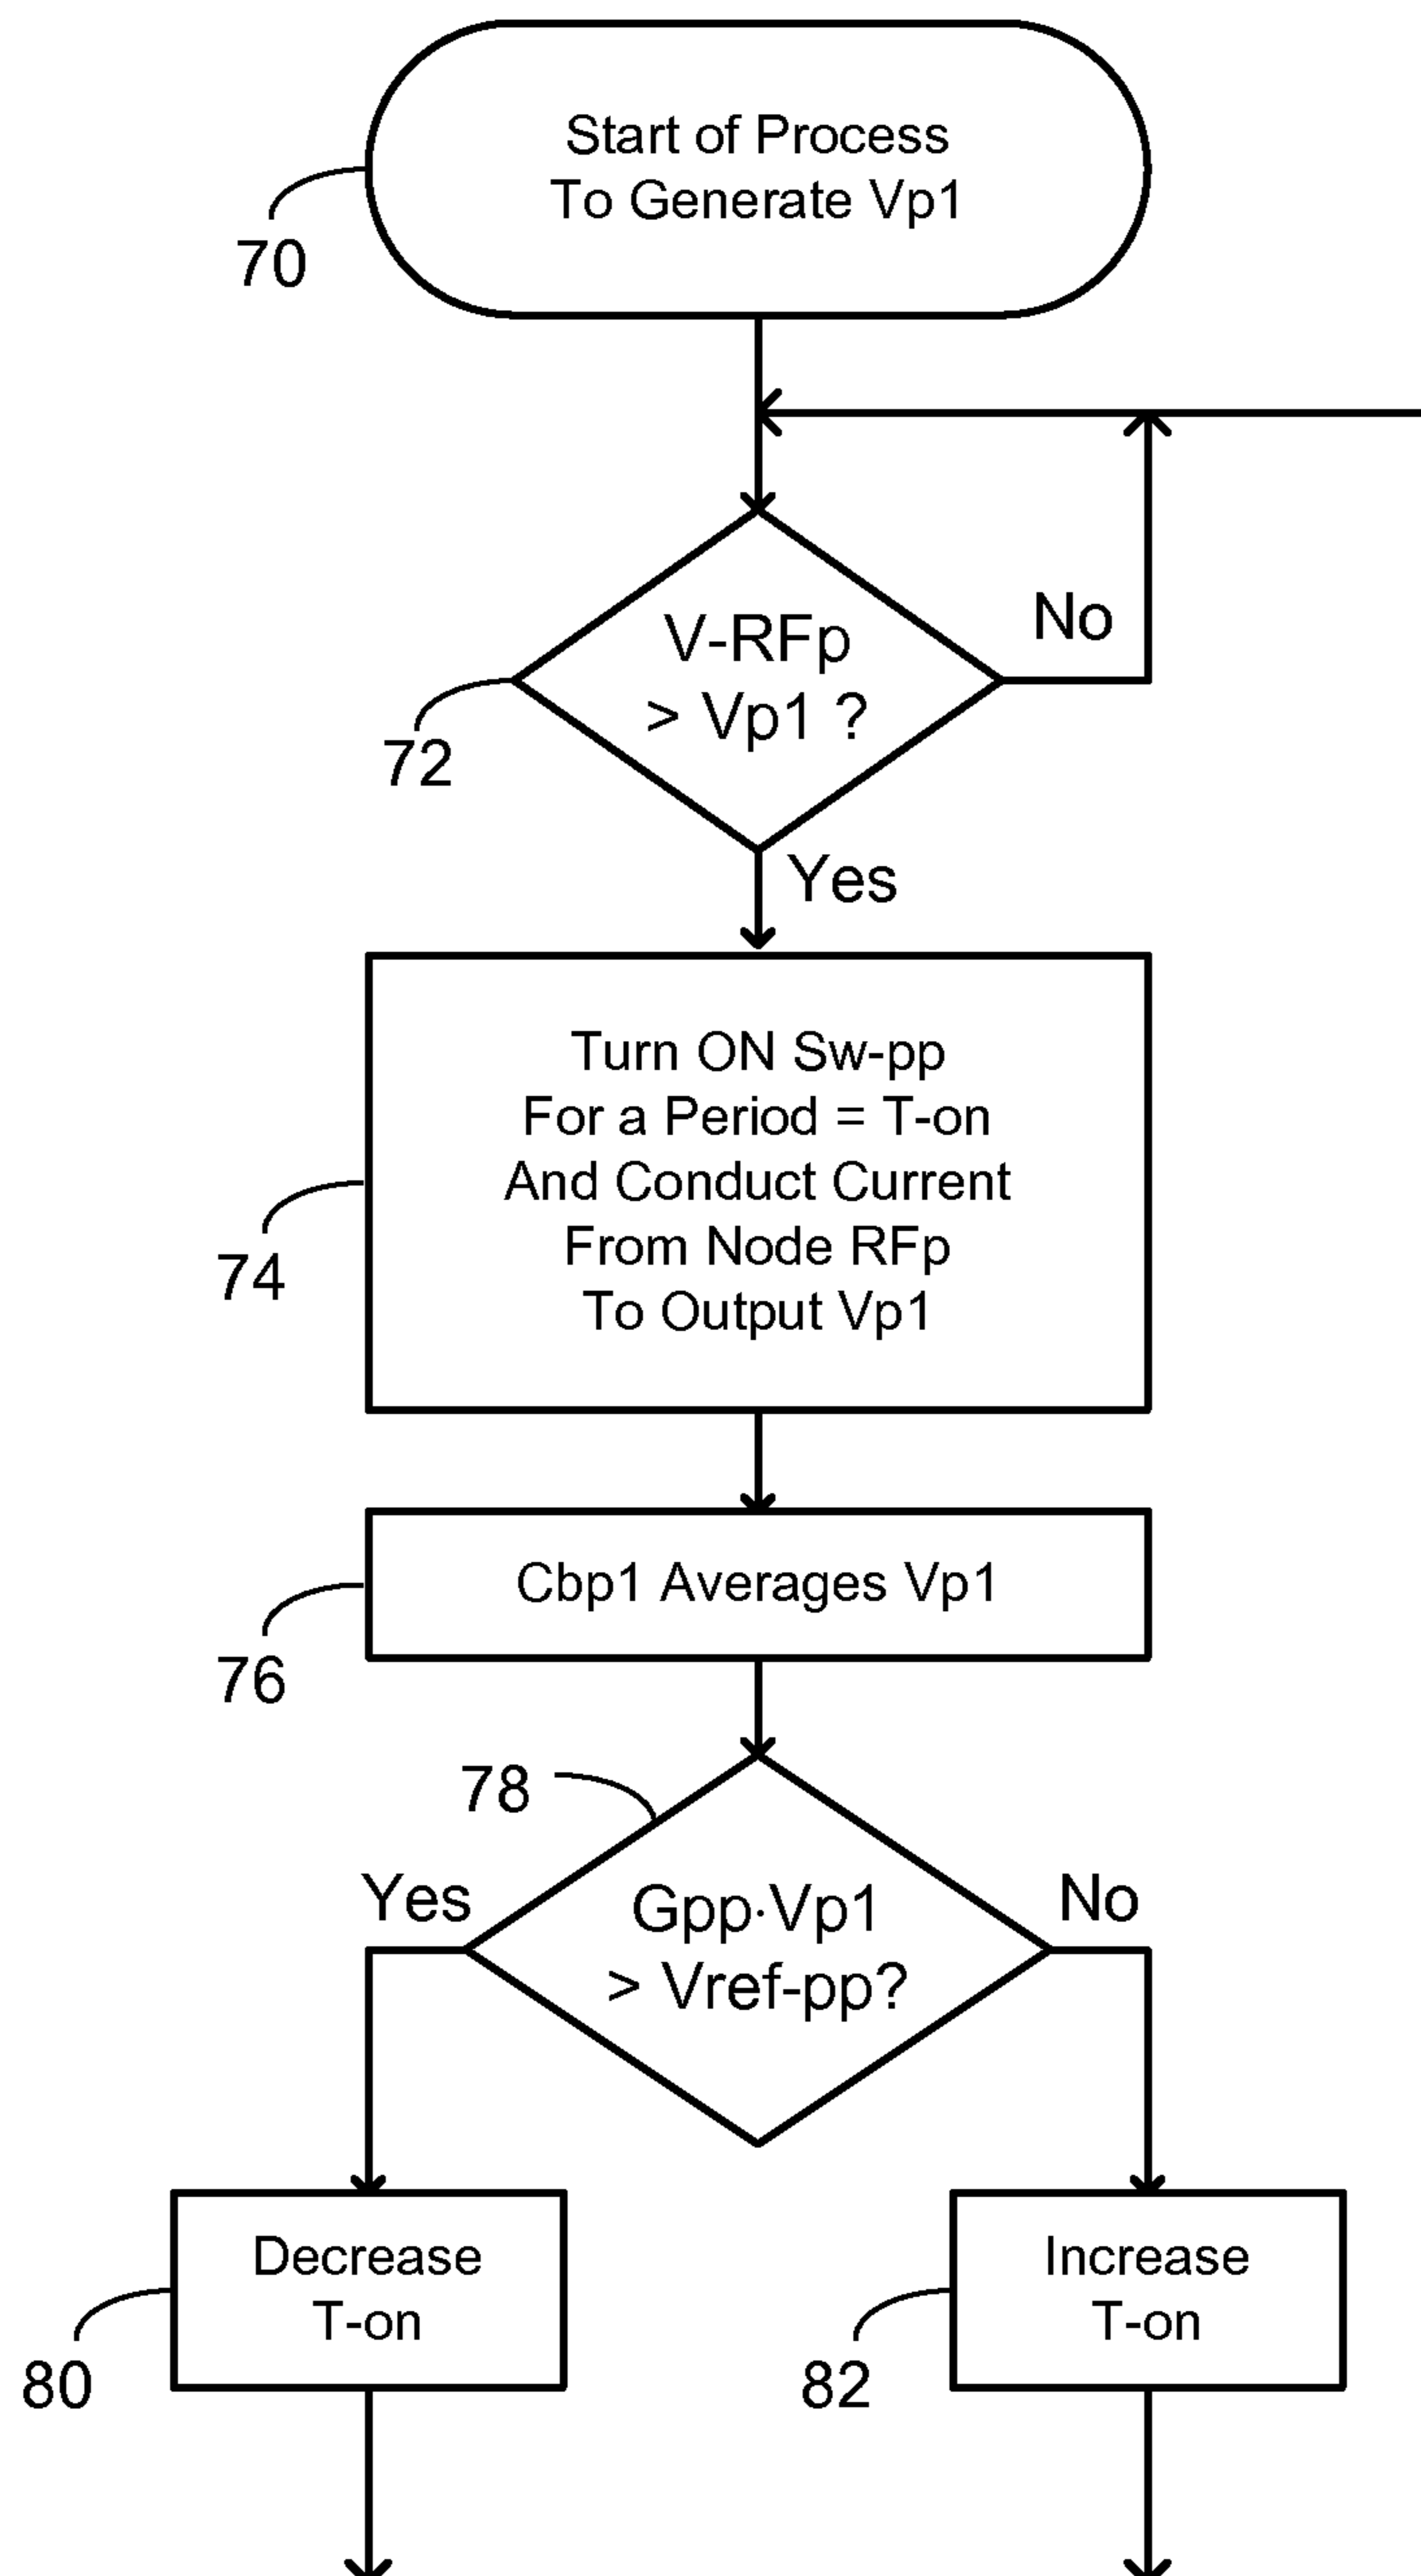 Start of Process
To Generate Vp1
70
V-RFp
> Vp1 ?
No
72
Yes
Turn ON Sw-pp
For a Period = T-on
And Conduct Current
From Node RFp
To Output Vp1
74
Cbp1 Averages Vp1
76
78
Yes
Gpp·Vp1
> Vref-pp?
No
Decrease
T-on
80
Increase
T-on
82